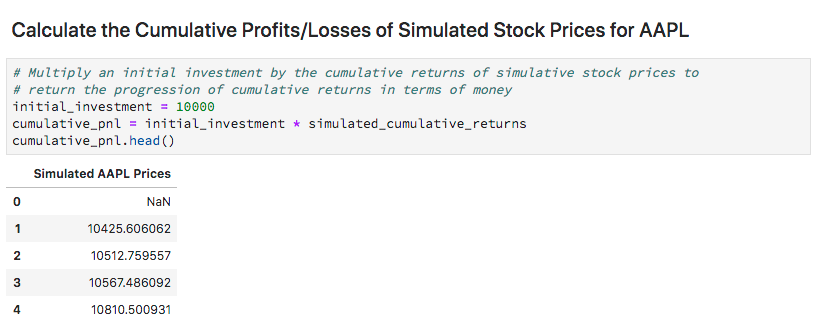 Calculate the Cumulative Profits/Losses of Simulated Stock Prices for AAPL
# Multiply an initial investment by the cumulative returns of simulative stock prices to
# return the progression of cumulative returns in terms of money
initial_investment = 10000
cumulative_pnl = initial_investment * simulated_cumulative_returns
cumulative_pnl.head()
Simulated AAPL Prices
0 NaN
1 10425.606062
2 10512.759557
3 10567.486092
4 10810.500931